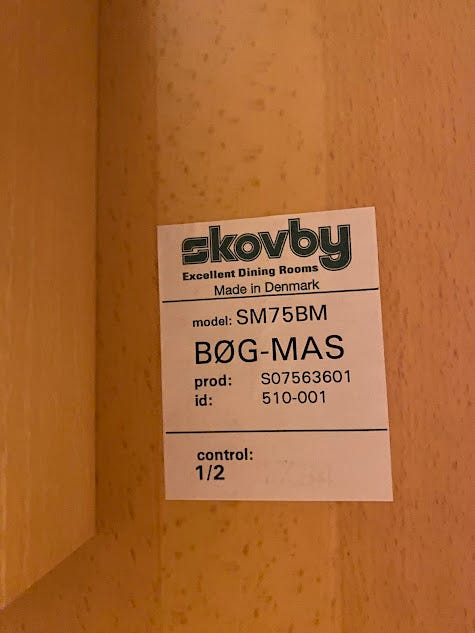 skovby
Excellent Dining Rooms
Made in Denmark
model: SM75BM
BØG-MAS
prod: S07563601
id: 510-001
control:
1/2